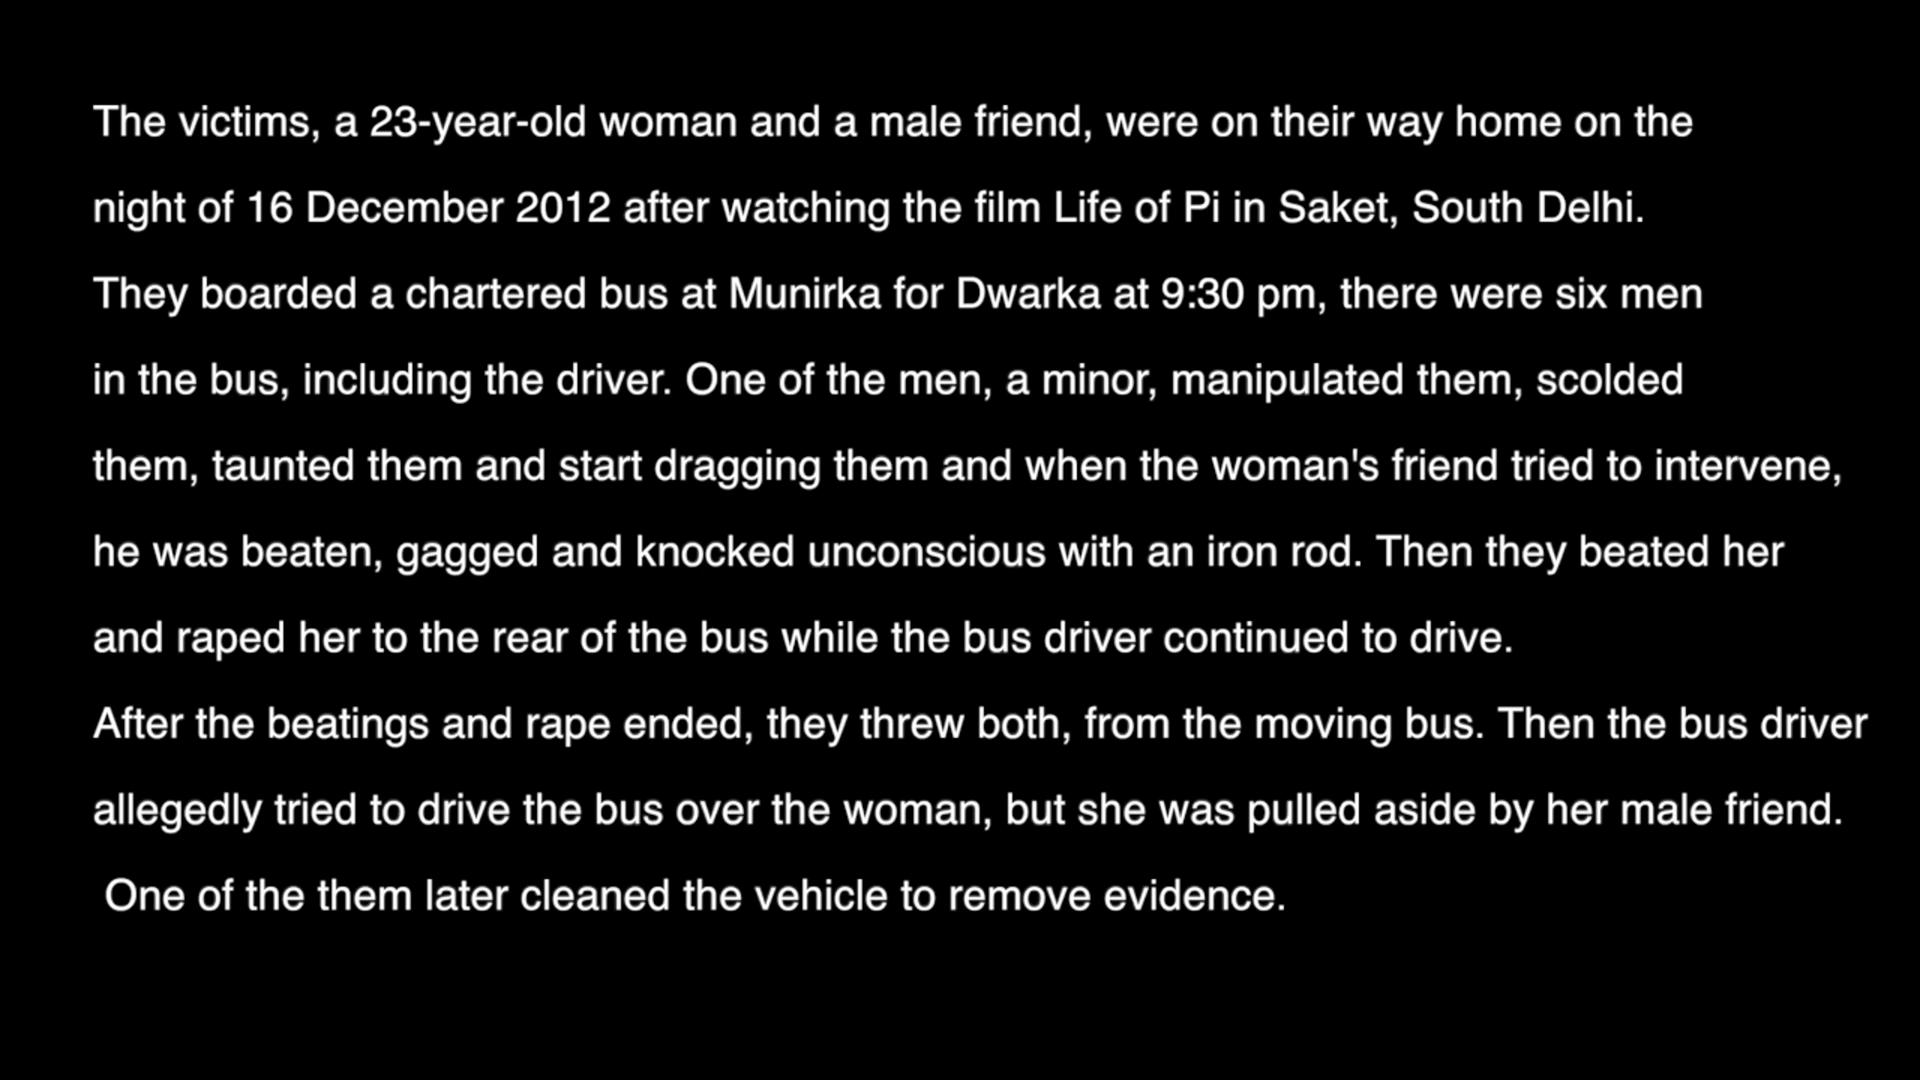 The victims, a 23-year-old woman and a male friend, were on their way home on the
night of 16 December 2012 after watching the film Life of Pi in Saket, South Delhi.
They boarded a chartered bus at Munirka for Dwarka at 9:30 pm, there were six men
in the bus, including the driver. One of the men, a minor, manipulated them, scolded
them, taunted them and start dragging them and when the woman's friend tried to intervene,
he was beaten, gagged and knocked unconscious with an iron rod. Then they beated her
and raped her to the rear of the bus while the bus driver continued to drive.
After the beatings and rape ended, they threw both, from the moving bus. Then the bus driver
allegedly tried to drive the bus over the woman, but she was pulled aside by her male friend.
One of the them later cleaned the vehicle to remove evidence.